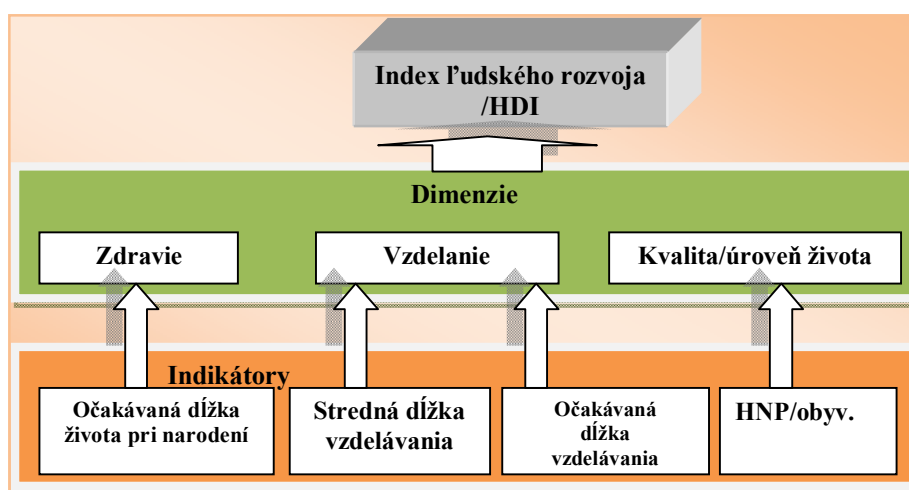 Index ľudského rozvoja
/HDI
Dimenzie
Zdravie
Vzdelanie
Kvalita/úroveň života
Indikátory
Očakávaná dĺžka
života pri narodení
Stredná dĺžka
vzdelávania
Očakávaná
dĺžka
vzdelávania
HNP/obyv.